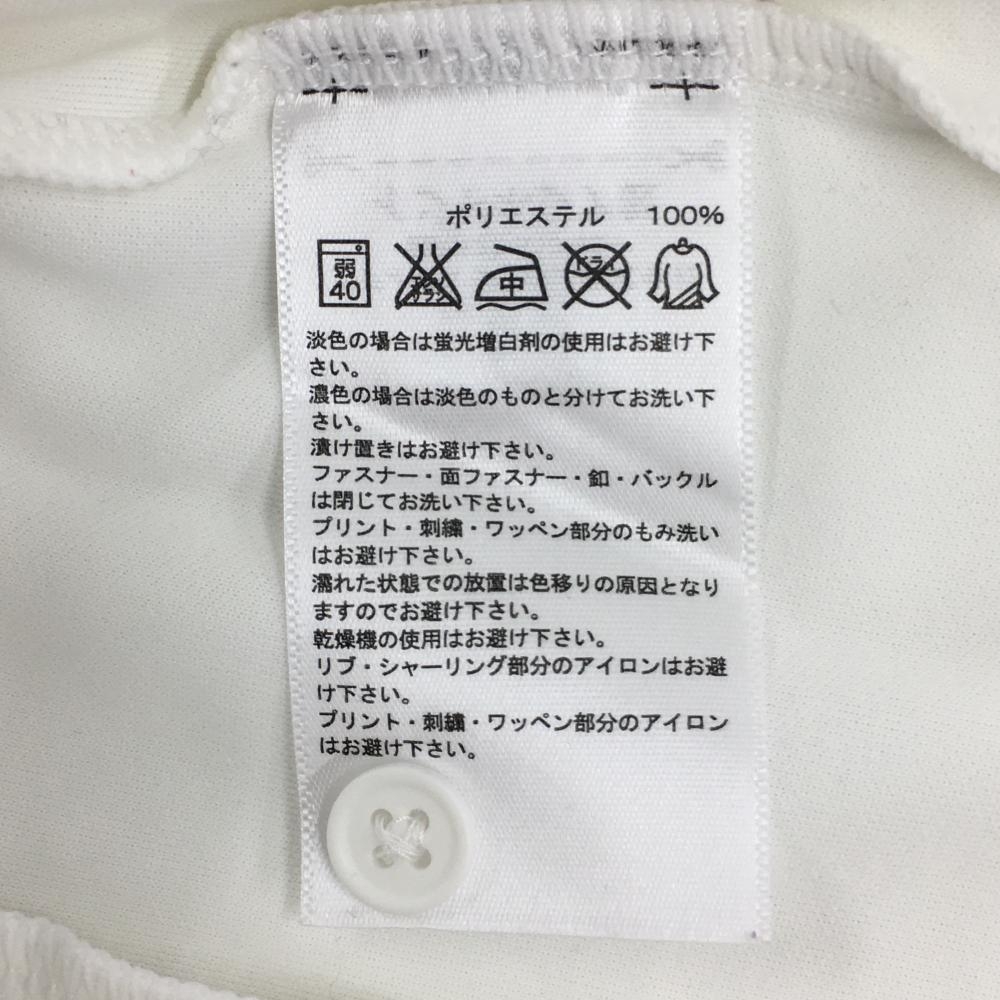 ポリエステル 100%
弱
40
エンソ
サラシ
中
ドライ
淡色の場合は蛍光増白剤の使用はお避け下
さい。
濃色の場合は淡色のものと分けてお洗い下
さい。
漬け置きはお避け下さい。
ファスナー・面ファスナー・釦・バックル
は閉じてお洗い下さい。
プリント・刺繍・ワッペン部分のもみ洗い
はお避け下さい。
濡れた状態での放置は色移りの原因となり
ますのでお避け下さい。
乾燥機の使用はお避け下さい。
リブ・シャーリング部分のアイロンはお避
け下さい。
プリント・刺繍・ワッペン部分のアイロン
はお避け下さい。